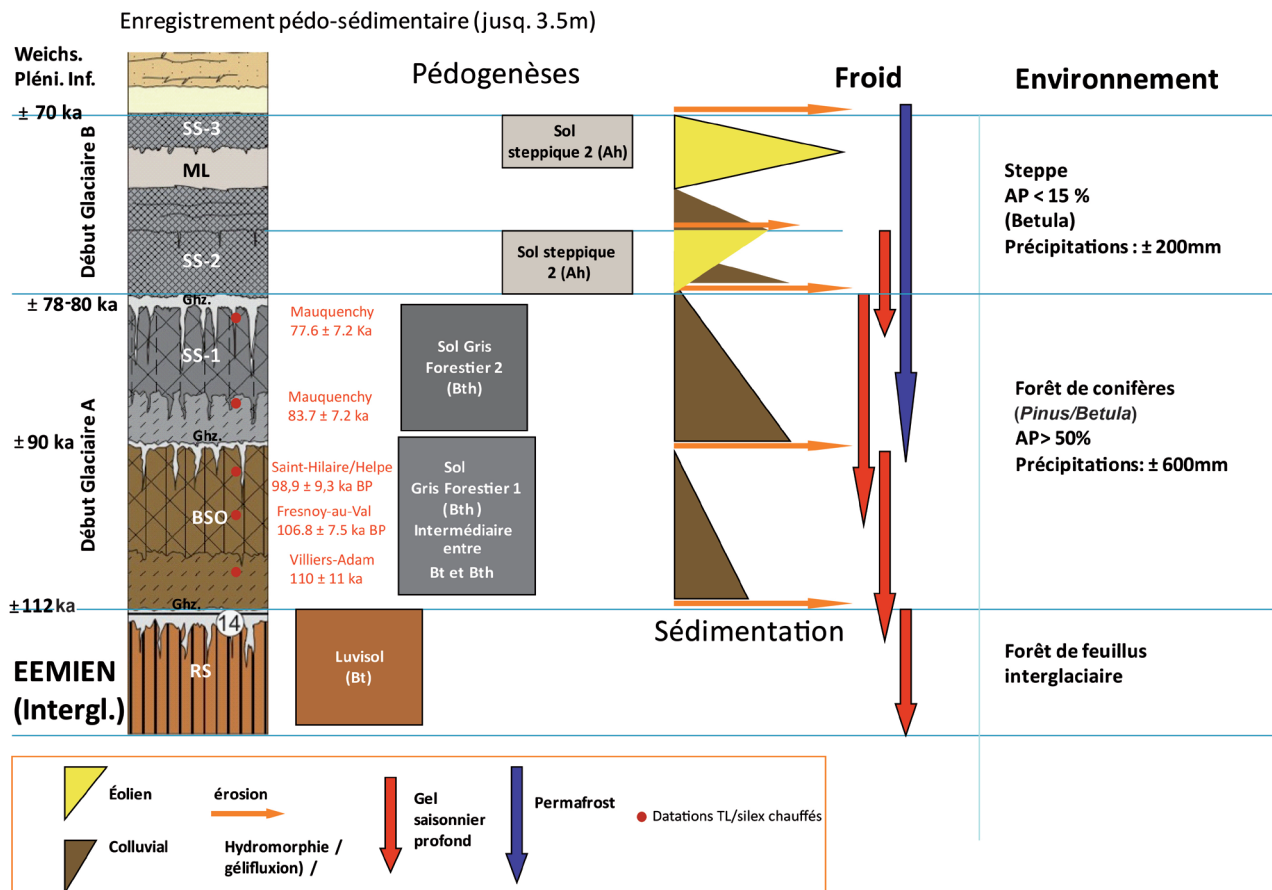 Enregistrement pédo-sédimentaire (jusq. 3.5m)
Weichs.
Pléni. Inf.
Pédogenèses
Froid
Environnement
± 70 ka
Début Glaciaire B
SS-3
ML
SS-2
Ghz.
Sol
steppique 2 (Ah)
Sol steppique
2 (Ah)
Steppe
AP < 15 %
(Betula)
Précipitations : ± 200mm
± 78-80 ka
Début Glaciaire A
SS-1
Ghz.
Mauquenchy
77.6 ± 7.2 Ka
Mauquenchy
83.7 ± 7.2 ka
Sol Gris
Forestier 2
(Bth)
Forêt de conifères
(Pinus/Betula)
AP> 50%
Précipitations: ± 600mm
±90 ka
BSO
Ghz.
Saint-Hilaire/Helpe
98,9 ± 9,3 ka BP
Fresnoy-au-Val
106.8 ± 7.5 ka BP
Villiers-Adam
110 ± 11 ka
Sol
Gris Forestier 1
(Bth)
Intermédiaire
entre
Bt et Bth
±112 ka
14
RS
EEMIEN
(Intergl.)
Luvisol
(Bt)
Sédimentation
Forêt de feuillus
interglaciaire
Éolien
Colluvial
érosion
Hydromorphie /
gélifluxion) /
Gel
saisonnier
profond
Permafrost
Datations TL/silex chauffés